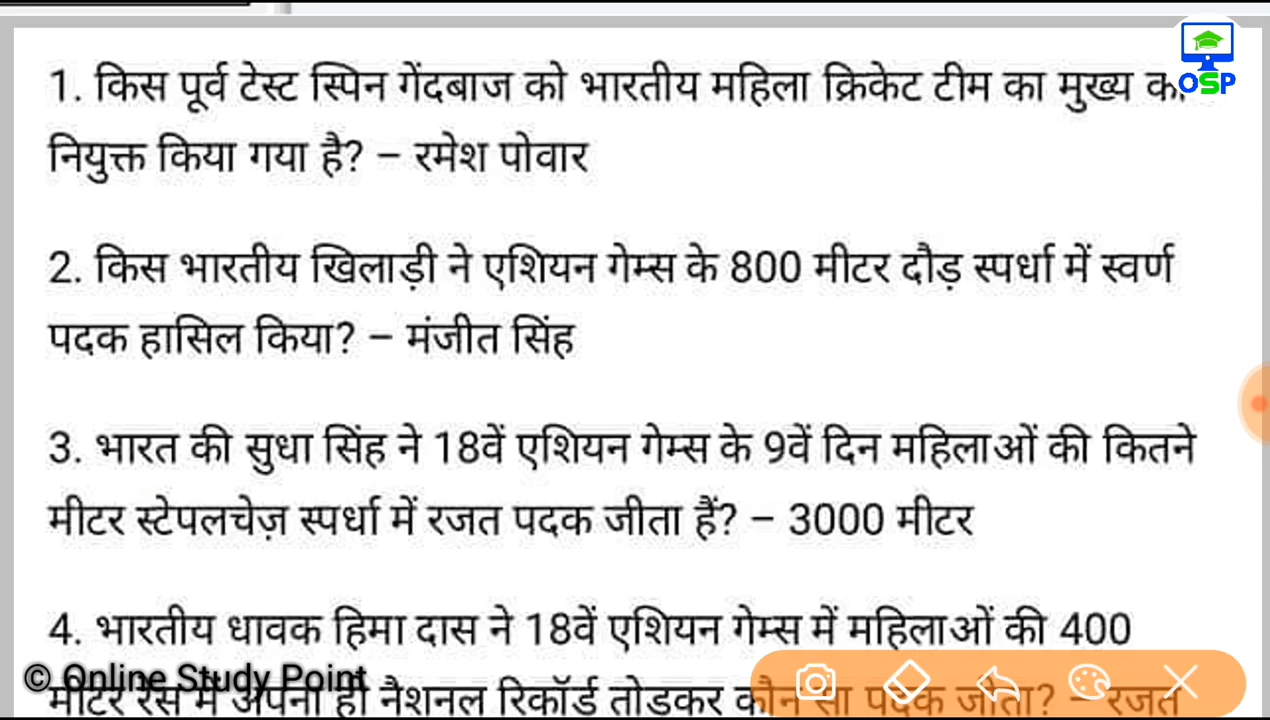 1. किस पूर्व टेस्ट स्पिन गेंदबाज को भारतीय महिला क्रिकेट टीम का मुख्य
OSP
नियुक्त किया गया है? – रमेश पोवार
2. किस भारतीय खिलाड़ी ने एशियन गेम्स के 800 मीटर दौड़ स्पर्धा में स्वर्ण
पदक हासिल किया? – मंजीत सिंह
3. भारत की सुधा सिंह ने 18वें एशियन गेम्स के 9वें दिन महिलाओं की कितने
मीटर स्टेपलचेज़ स्पर्धा में रजत पदक जीता हैं? – 3000 मीटर
4. भारतीय धावक हिमा दास ने 18वें एशियन गेम्स में महिलाओं की 400
© Online Study Point
मीटर रेस में अपना ही नैशनल रिकॉर्ड तोडकर कौन सा पदक जीता? – रजत